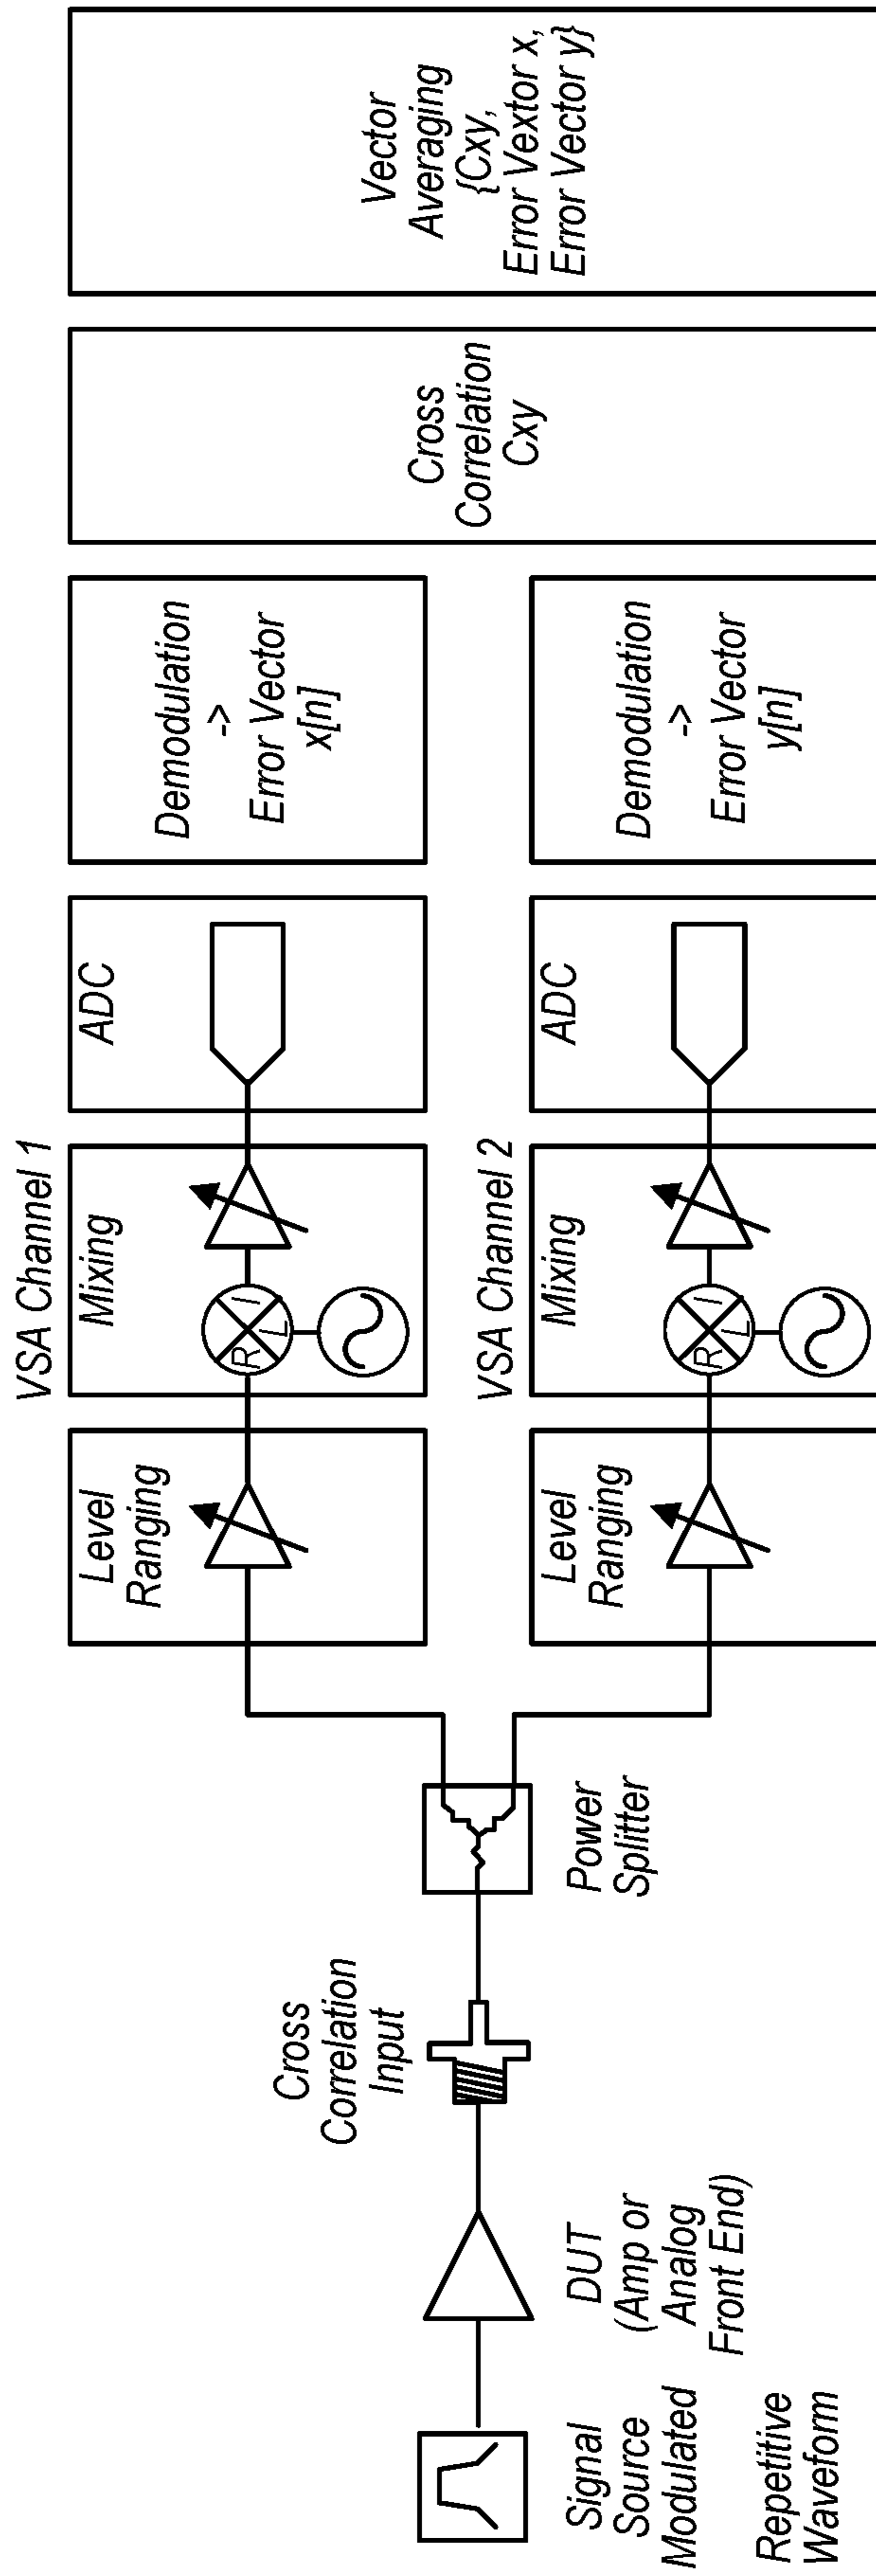 Signal
Source
Modulated
Repetitive
Waveform
DUT
(Amp or
Analog
Front End)
Cross
Correlation
Input
Power
Splitter
VSA Channel 1
Level
Ranging
Mixing
R
L
I
ADC
Demodulation
->
Error Vector
x[n]
VSA Channel 2
Level
Ranging
Mixing
R
L
I
ADC
Demodulation
->
Error Vector
y[n]
Cross
Correlation
Cxy
Vector
Averaging
{Cxy,
Error Vextor x,
Error Vector y}